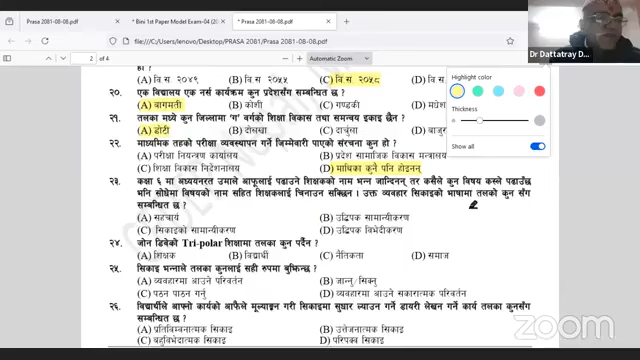 Prasa 2081-08-08.pdf
* Bini 1st Paper Model Exam-04 (2
* Prasa 2081-08-08.pdf
file:///C:/Users/lenovo/Desktop/PRASA 2081/Prasa 2081-08-08.pdf
2 of 4
Automatic Zoom
Dr Dattatray D...
Highlight color
Thickness
Show all
हो ?
(A) वि.स. २०४९ (B) वि.स. २०५५ (C) वि.स. २०५८ (D) वि.स.
२०. एक विद्यालय एक नर्स कार्यक्रम कुन प्रदेशसँग सम्बन्धित छ ?
(A) बागमती (B) कोशी (C) गण्डकी (D) मधेश
२१. तलका मध्ये कुन जिल्लामा 'ग' वर्गको शिक्षा विकास तथा समन्वय इकाइ छैन ?
(A) डोटी (B) दोलखा (C) दार्चुला (D) बाजुरा
२२. माध्यमिक तहको परीक्षा व्यवस्थापन गर्ने जिम्मेवारी पाएको संरचना कुन हो ?
(A) परीक्षा नियन्त्रण कार्यालय (B) प्रदेश सामाजिक विकास मन्त्रालय
(C) शिक्षा विकास निर्देशनालय (D) माथिका कुनै पनि होइनन्
२३. कक्षा ६ मा अध्ययनरत उमाले आफूलाई पढाउने शिक्षकको नाम भन्न जान्दिनन् तर कसैले कुन विषय कस्ले पढाउँछ
भनि सोधेमा विषयको नाम सहित शिक्षकलाई चिनाउन सक्छिन । उक्त व्यवहार सिकाइको भाषामा तलको कुन सँग
सम्बन्धित छ ?
(A) सहचार्य (B) उद्दिपक सामान्यीकरण
(C) सिकाइको सामान्यीकरण (D) उद्दिपक विभेदीकरण
२४. जोन डिवेको Tri-polar शिक्षामा तलका कुन पर्दैन ?
(A) शिक्षक (B) विद्यार्थी (C) नैतिकता (D) समाज
२५. सिकाइ भन्नाले तलका कुनलाई सही रुपमा बुझिन्छ ?
(A) व्यवहारमा आउने परिवर्तन (B) जान्नु/सिक्नु
(C) पठन पाठन गर्नु (D) व्यवहारमा आउने सकारात्मक परिवर्तन
२६. विद्यार्थीले आफ्नो कार्यको आफैले मूल्याङ्कन गरी सिकाइमा सुधार ल्याउन गर्ने डायरी लेखन गर्ने कार्य तलका कुनसँग
सम्बन्धित छ ?
(A) प्रतिविम्वनात्मक सिकाइ (B) उत्तेजनात्मक सिकाइ
(C) बहुविभेदात्मक सिकाइ (D) परिपक्व सिकाइ
zoom